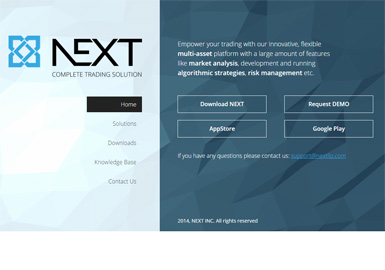 NEXT
COMPLETE TRADING SOLUTION
Home
Solutions
Downloads
Knowledge Base
Contact Us
Empower your trading with our innovative, flexible
multi-asset platform with a large amount of features
like market analysis, development and running
algorithmic strategies, risk management etc.
Download NEXT
Request DEMO
AppStore
Google Play
If you have any questions please contact us:
2014, NEXT INC. All rights reserved